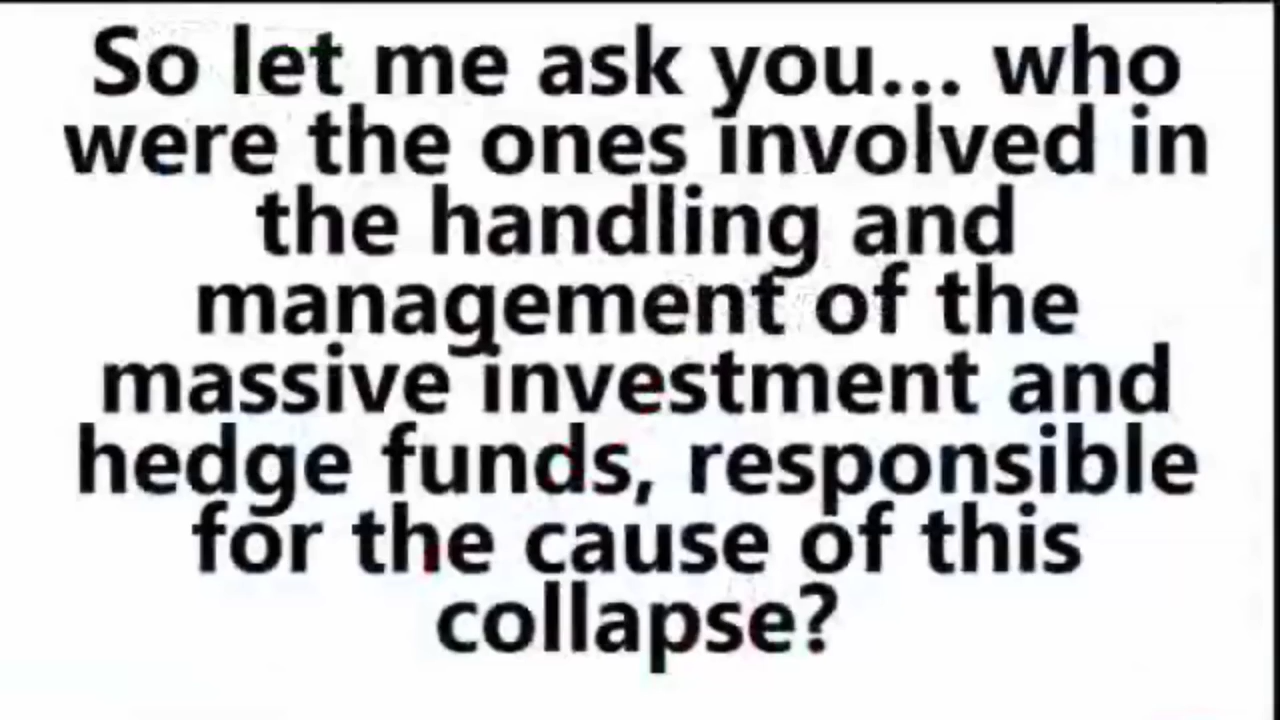 So let me ask you... who
were the ones involved in
the handling and
management of the
massive investment and
hedge funds, responsible
for the cause of this
collapse?